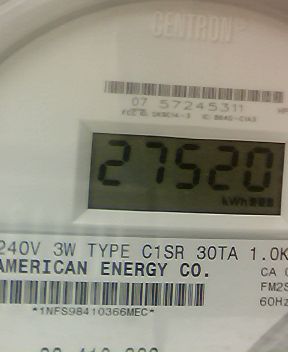 CENTRON
07 57245311
27520
kWh
240V 3W TYPE C1SR 30TA 1.0K
AMERICAN ENERGY CO. CA
FM2S
60Hz
*1NFS98410366MEC*